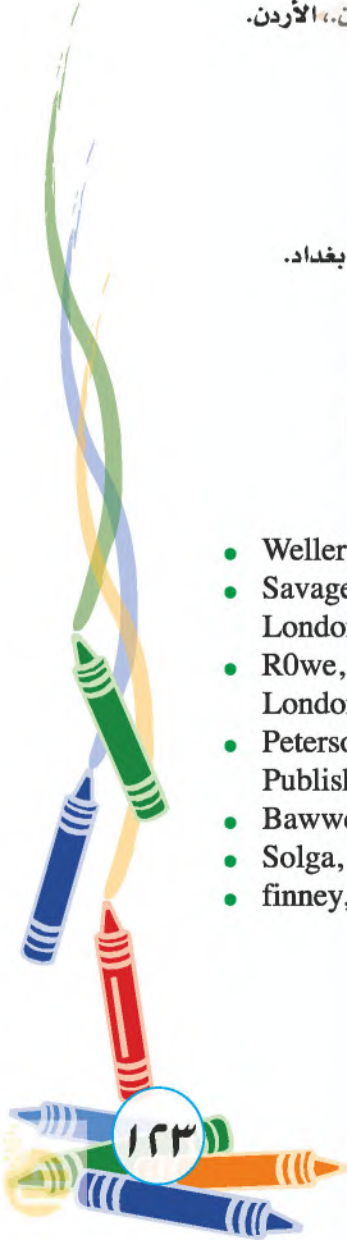 ن.، الأردن.
بغداد.
• Weller
• Savage
London
• R0we,
London
• Peterso
Publish
• Bawwe
• Solga,
• finney,
١٢٣